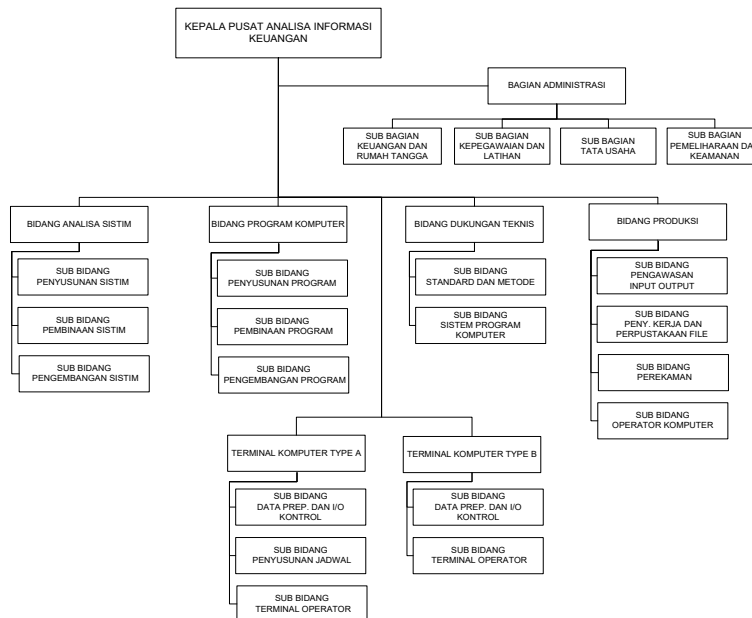 KEPALA PUSAT ANALISA INFORMASI
KEUANGAN
BAGIAN ADMINISTRASI
SUB BAGIAN
KEUANGAN DAN
RUMAH TANGGA
SUB BAGIAN
KEPEGAWAIAN DAN
LATIHAN
SUB BAGIAN
TATA USAHA
SUB BAGIAN
PEMELIHARAAN DA
KEAMANAN
BIDANG ANALISA SISTIM
SUB BIDANG
PENYUSUNAN SISTIM
SUB BIDANG
PEMBINAAN SISTIM
SUB BIDANG
PENGEMBANGAN SISTIM
BIDANG PROGRAM KOMPUTER
SUB BIDANG
PENYUSUNAN PROGRAM
SUB BIDANG
PEMBINAAN PROGRAM
SUB BIDANG
PENGEMBANGAN PROGRAM
BIDANG DUKUNGAN TEKNIS
SUB BIDANG
STANDARD DAN METODE
SUB BIDANG
SISTEM PROGRAM
KOMPUTER
BIDANG PRODUKSI
SUB BIDANG
PENGAWASAN
INPUT OUTPUT
SUB BIDANG
PENY. KERJA DAN
PERPUSTAKAAN FILE
SUB BIDANG
PEREKAMAN
SUB BIDANG
OPERATOR KOMPUTER
TERMINAL KOMPUTER TYPE A
SUB BIDANG
DATA PREP. DAN I/O
KONTROL
SUB BIDANG
PENYUSUNAN JADWAL
SUB BIDANG
TERMINAL OPERATOR
TERMINAL KOMPUTER TYPE B
SUB BIDANG
DATA PREP. DAN I/O
KONTROL
SUB BIDANG
TERMINAL OPERATOR